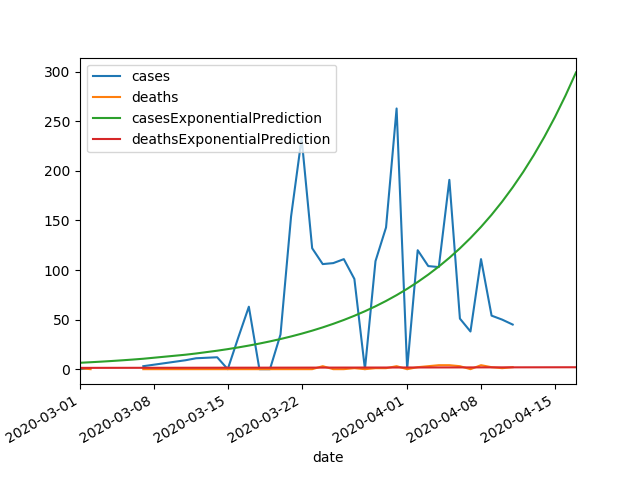 300
250
200
150
100
50
0
cases
deaths
casesExponentialPrediction
deathsExponentialPrediction
2020-03-01
2020-03-08
2020-03-15
2020-03-22
2020-04-01
2020-04-08
2020-04-15
date